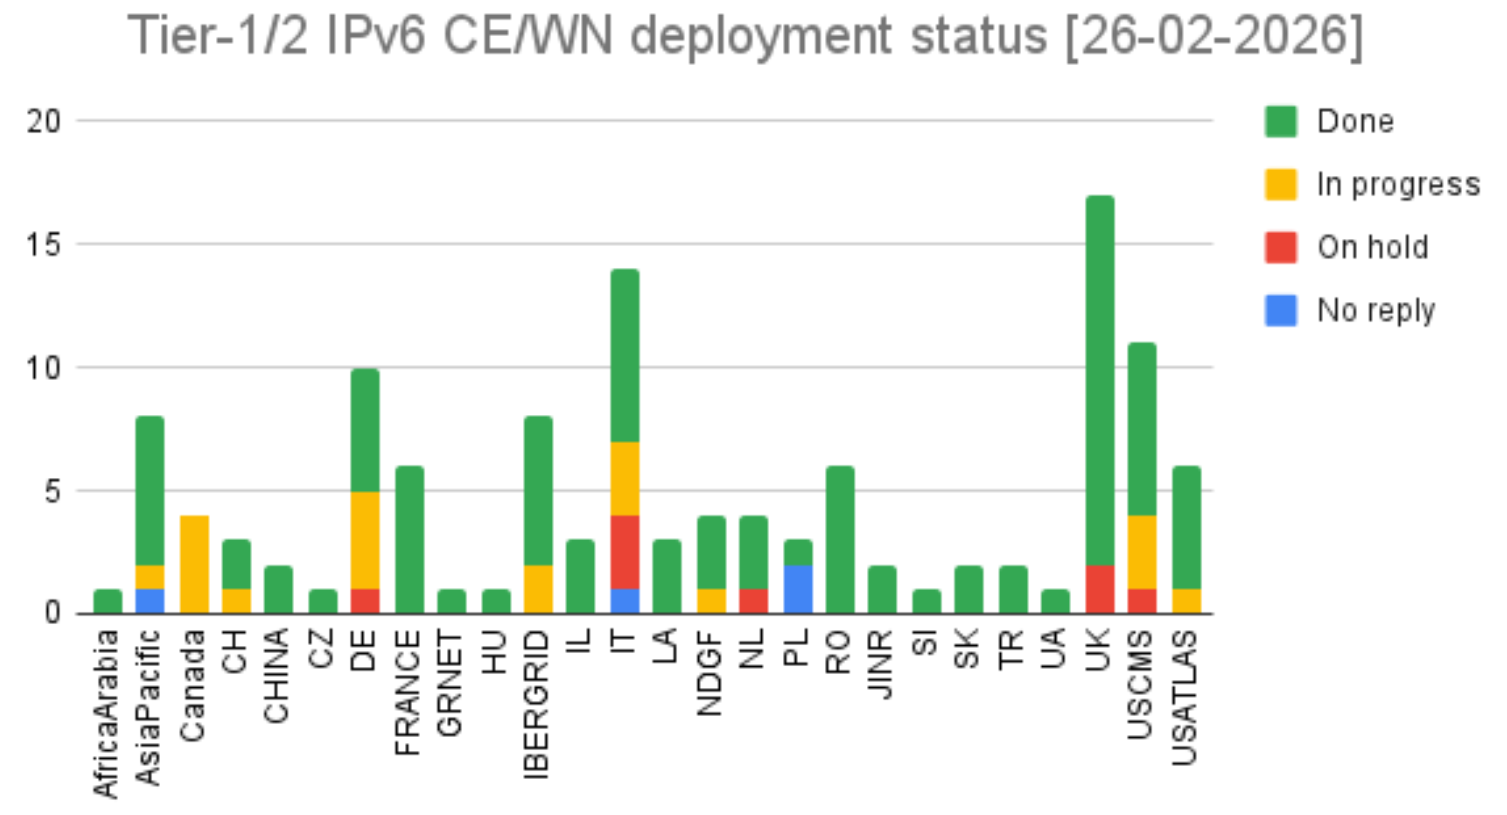 Tier-1/2 IPv6 CE/WN deployment status [26-02-2026]
20
15
10
5
0
Done
In progress
On hold
No reply
AfricaArabia
AsiaPacific
Canada
CH
CHINA
CZ
DE
FRANCE
GRNET
HU
IBERGRID
IL
IT
LA
NDGF
NL
PL
RO
JINR
SI
SK
TR
UA
UK
USCMS
USATLAS